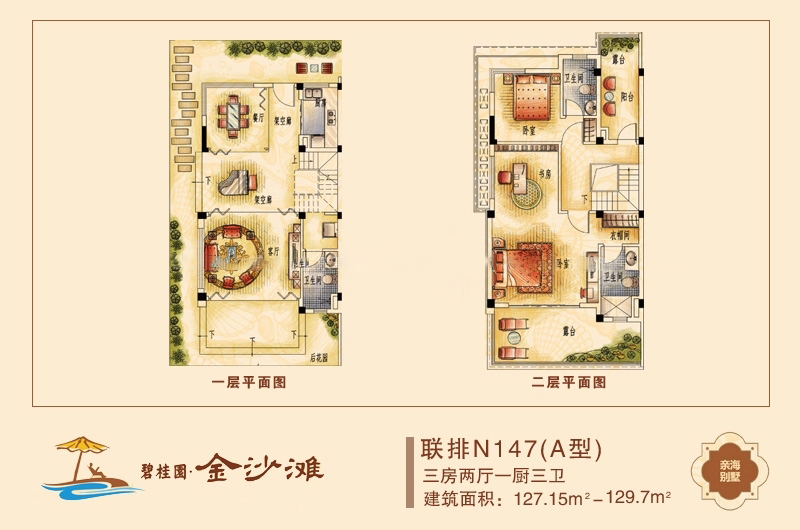 餐厅
架空廊
厨房
上
下
架空廊
客厅
卫生间
下
下
下
后花园
一层平面图
露台
卫生间
阳台
卧室
书房
下
衣帽间
卧室
卫生间
露台
二层平面图
碧桂园·金沙滩
联排N147(A型)
三房两厅一厨三卫
建筑面积：127.15m²–129.7m²
亲海
别墅